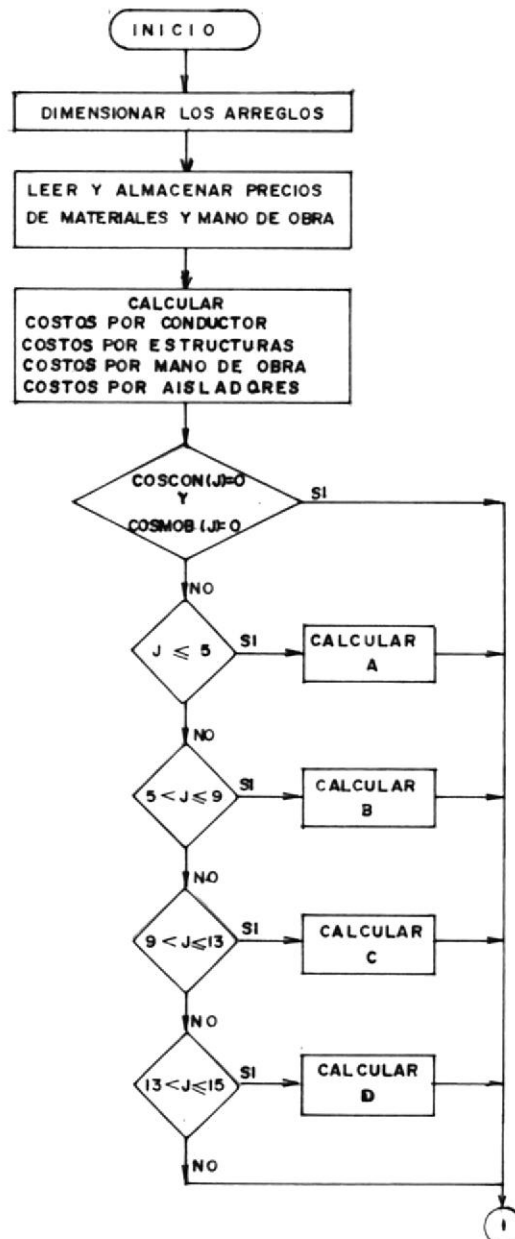 INICIO
DIMENSIONAR LOS ARREGLOS
LEER Y ALMACENAR PRECIOS
DE MATERIALES Y MANO DE OBRA
CALCULAR
COSTOS POR CONDUCTOR
COSTOS POR ESTRUCTURAS
COSTOS POR MANO DE OBRA
COSTOS POR AISLADORES
COSCON(J)=0
Y
COSMOB(J)=0
SI
NO
J ≤ 5
SI
CALCULAR
A
NO
5 < J ≤ 9
SI
CALCULAR
B
NO
9 < J ≤ 13
SI
CALCULAR
C
NO
13 < J ≤ 15
SI
CALCULAR
D
NO
1